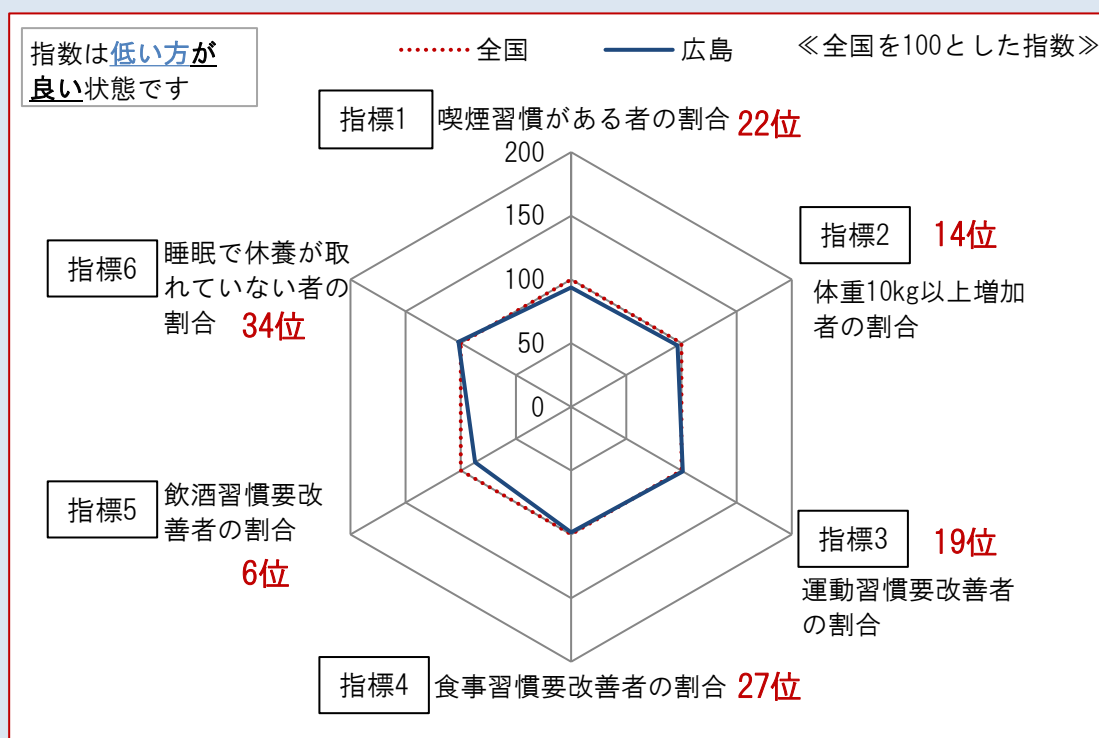 指数は低い方が
良い状態です
全国
広島
≪全国を100とした指数≫
指標1
喫煙習慣がある者の割合
22位
200
150
100
50
0
指標2
14位
体重10kg以上増加
者の割合
指標3
19位
運動習慣要改善者
の割合
指標4
食事習慣要改善者の割合
27位
指標5
飲酒習慣要改
善者の割合
6位
指標6
睡眠で休養が取
れていない者の
割合
34位